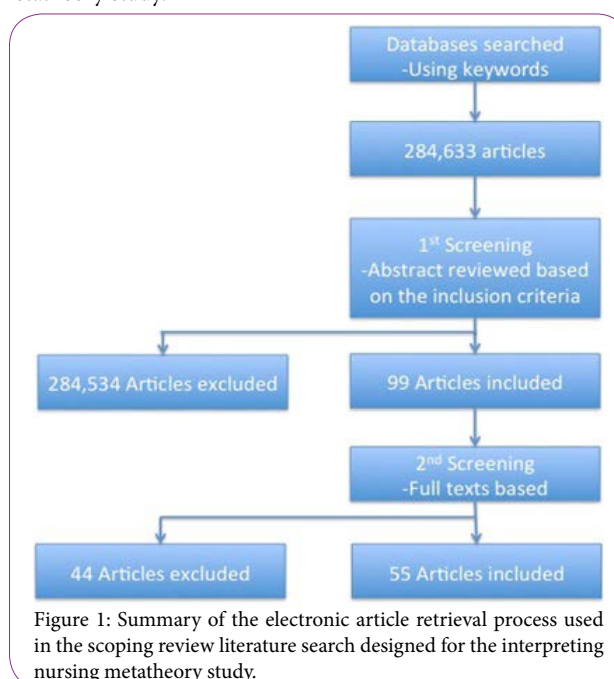 Databases searched
-Using keywords
284,633 articles
1st Screening
-Abstract reviewed based
on the inclusion criteria
284,534 Articles excluded
99 Articles included
2nd Screening
-Full texts based
44 Articles excluded
55 Articles included
Figure 1: Summary of the electronic article retrieval process used
in the scoping review literature search designed for the interpreting
nursing metatheory study.